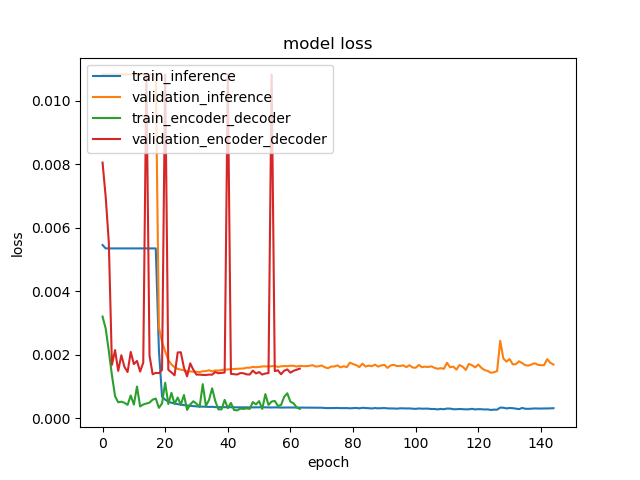 model loss
train_inference
validation_inference
train_encoder_decoder
validation_encoder_decoder
0.010
0.008
0.006
0.004
0.002
0.000
loss
0 20 40 60 80 100 120 140
epoch